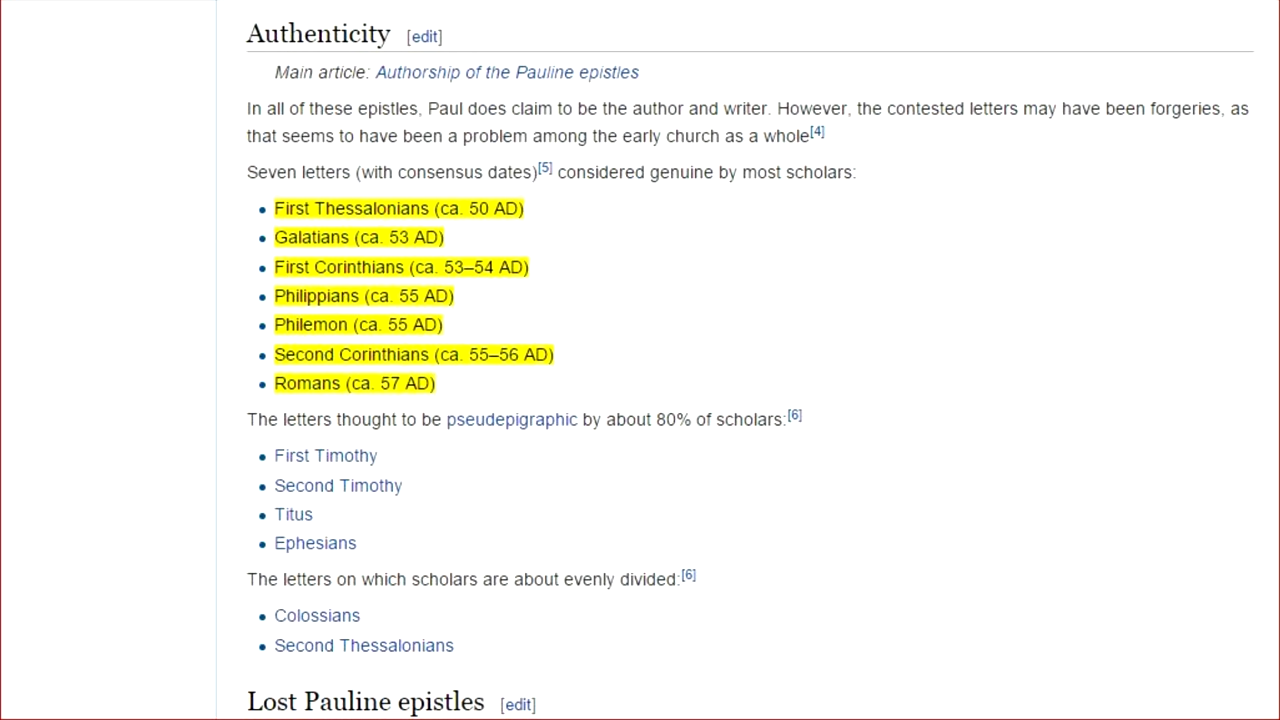 Authenticity [edit]
Main article: Authorship of the Pauline epistles
In all of these epistles, Paul does claim to be the author and writer. However, the contested letters may have been forgeries, as
that seems to have been a problem among the early church as a whole[4]
Seven letters (with consensus dates)[5] considered genuine by most scholars:
• First Thessalonians (ca. 50 AD)
• Galatians (ca. 53 AD)
• First Corinthians (ca. 53–54 AD)
• Philippians (ca. 55 AD)
• Philemon (ca. 55 AD)
• Second Corinthians (ca. 55–56 AD)
• Romans (ca. 57 AD)
The letters thought to be pseudepigraphic by about 80% of scholars:[6]
• First Timothy
• Second Timothy
• Titus
• Ephesians
The letters on which scholars are about evenly divided:[6]
• Colossians
• Second Thessalonians
Lost Pauline epistles [edit]